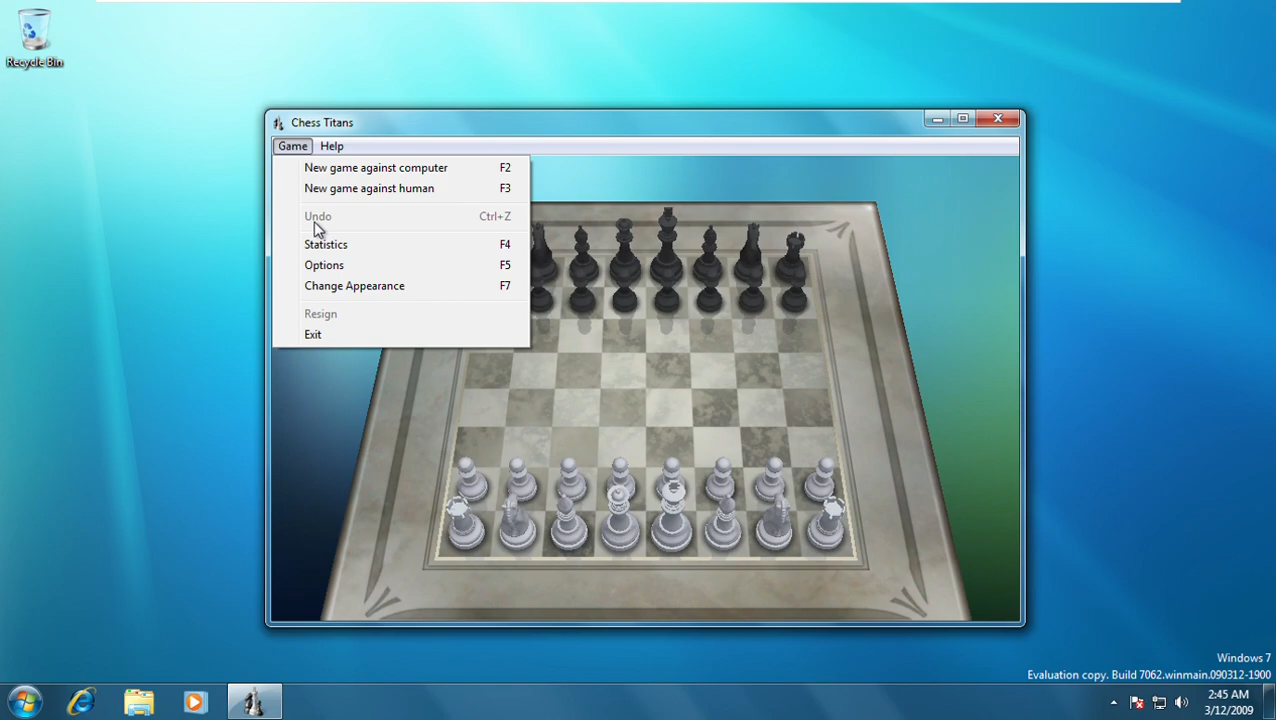 Recycle Bin
Chess Titans
Game Help
New game against computer F2
New game against human F3
Undo Ctrl+Z
Statistics F4
Options F5
Change Appearance F7
Resign
Exit
Windows 7
Evaluation copy. Build 7062.winmain.090312-1900
2:45 AM
3/12/2009